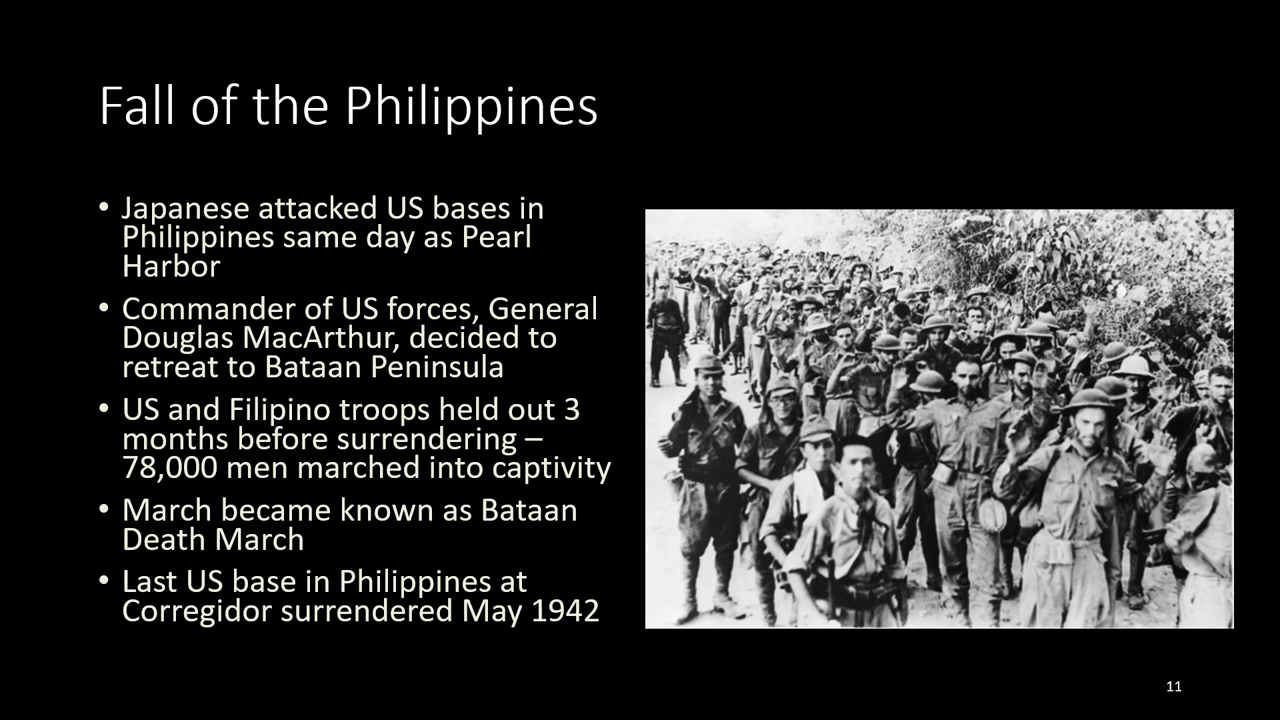 Fall of the Philippines
• Japanese attacked US bases in
Philippines same day as Pearl
Harbor
• Commander of US forces, General
Douglas MacArthur, decided to
retreat to Bataan Peninsula
• US and Filipino troops held out 3
months before surrendering –
78,000 men marched into captivity
• March became known as Bataan
Death March
• Last US base in Philippines at
Corregidor surrendered May 1942
11